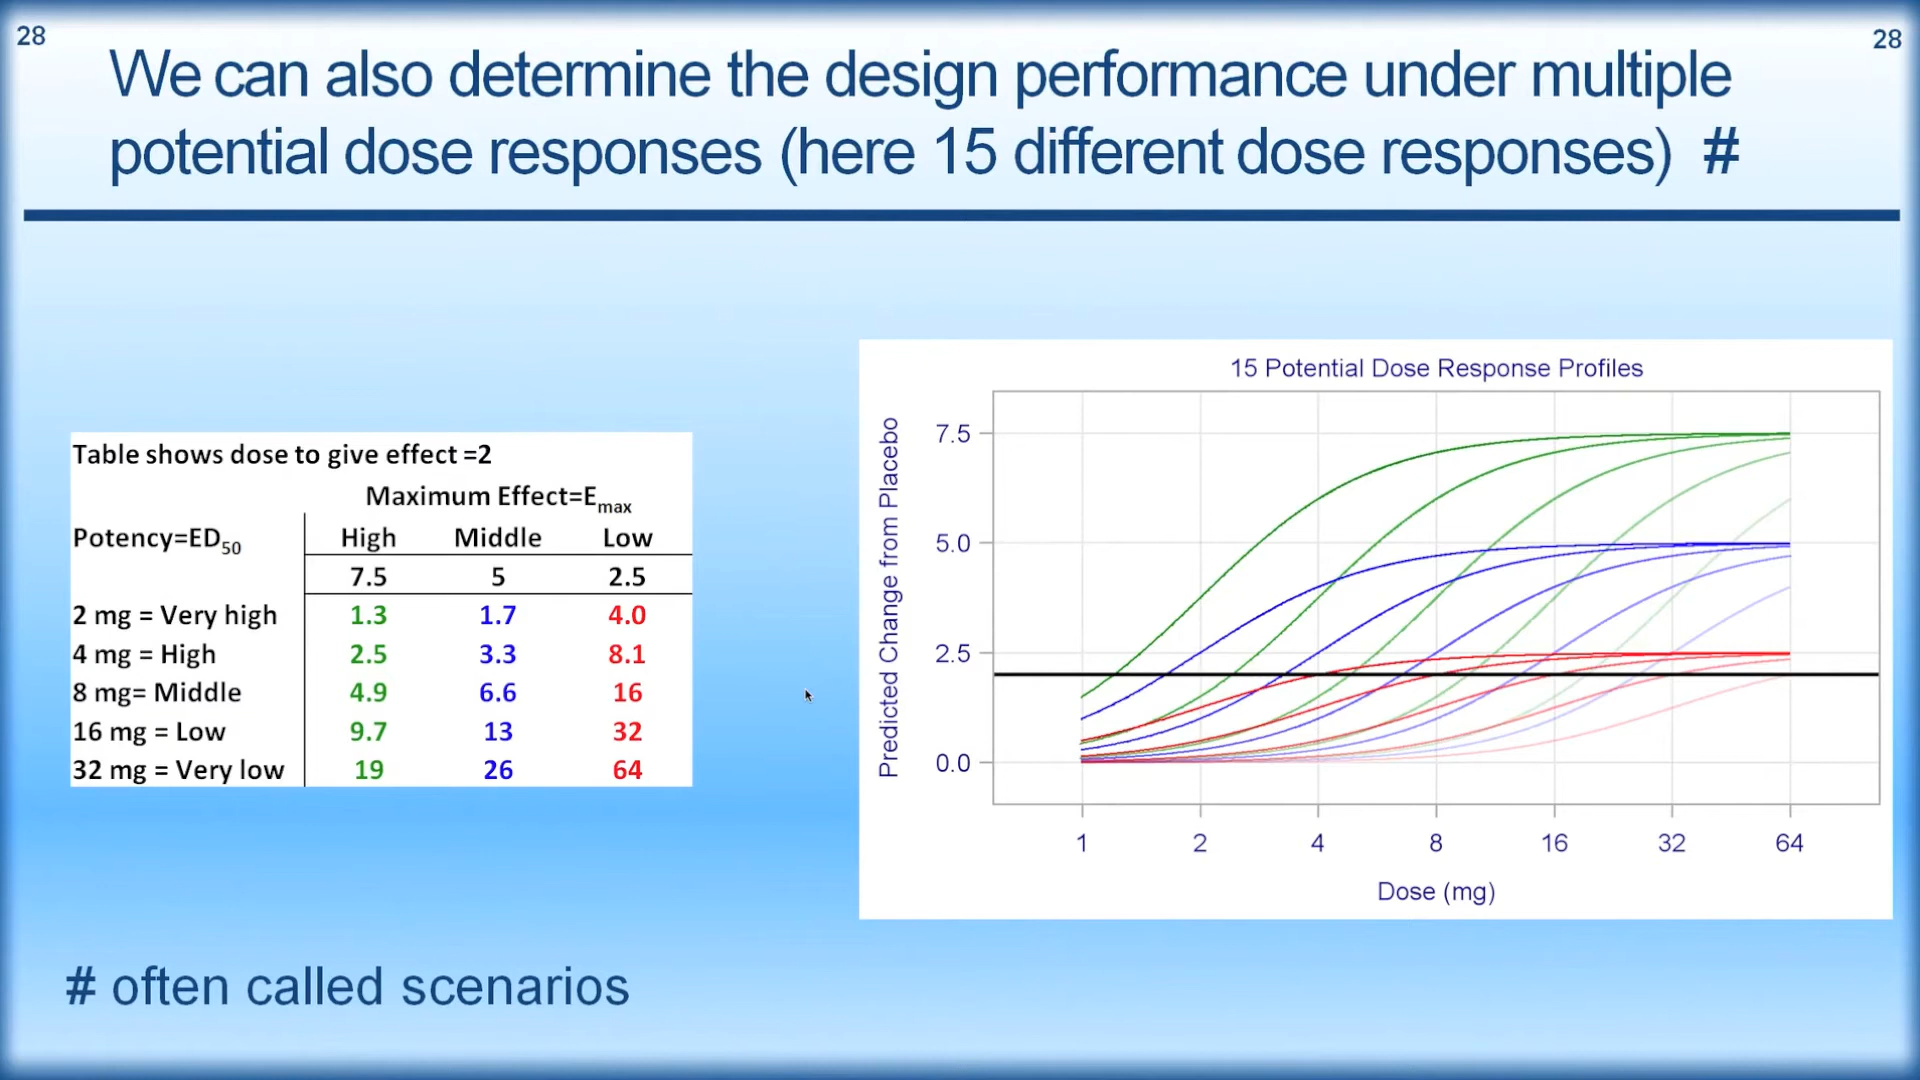 28
28
We can also determine the design performance under multiple
potential dose responses (here 15 different dose responses) #
Table shows dose to give effect =2
Maximum Effect=Emax
Potency=ED50 High Middle Low
7.5 5 2.5
2 mg = Very high 1.3 1.7 4.0
4 mg = High 2.5 3.3 8.1
8 mg= Middle 4.9 6.6 16
16 mg = Low 9.7 13 32
32 mg = Very low 19 26 64
15 Potential Dose Response Profiles
Predicted Change from Placebo
7.5
5.0
2.5
0.0
1 2 4 8 16 32 64
Dose (mg)
# often called scenarios